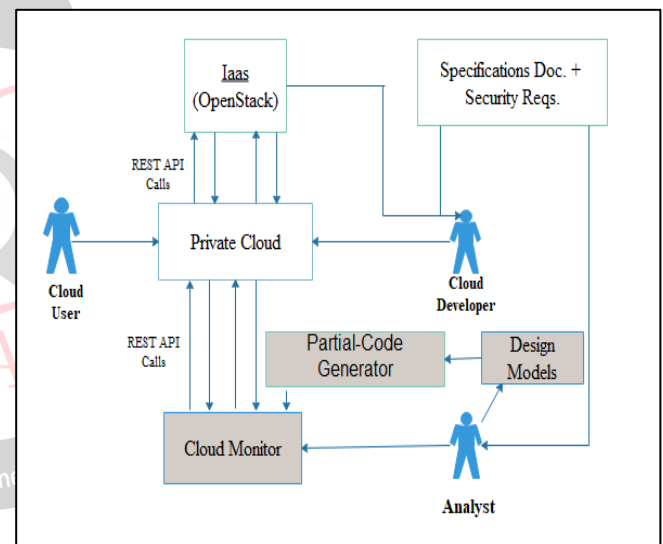 Iaas
(OpenStack)
Specifications Doc. +
Security Reqs.
REST API
Calls
Private Cloud
Cloud
User
Cloud
Developer
REST API
Calls
Partial-Code
Generator
Design
Models
Cloud Monitor
Analyst